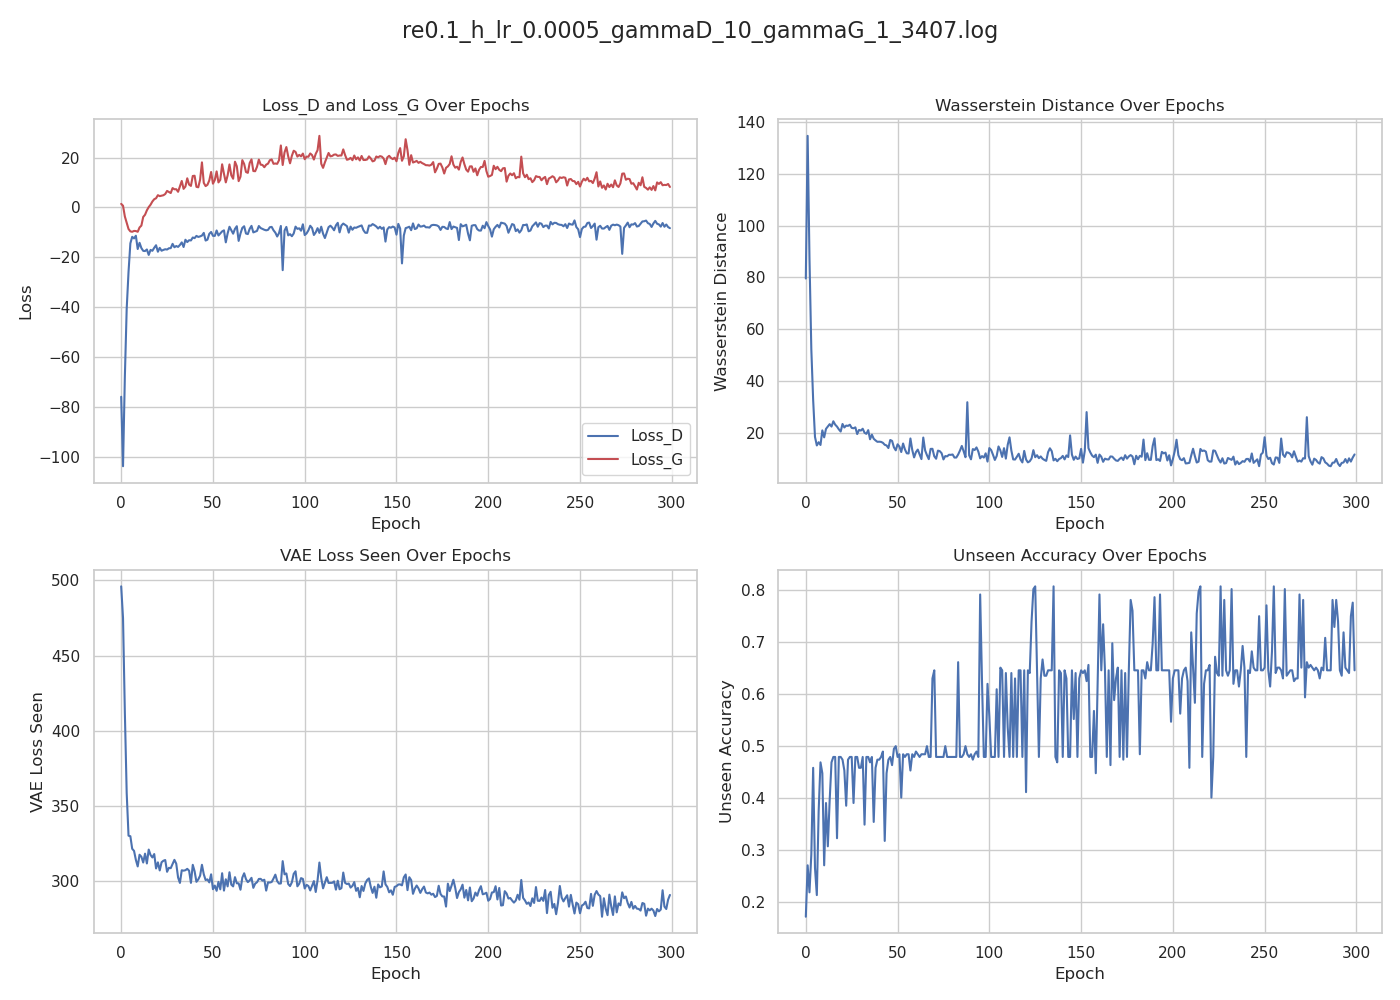 re0.1_h_lr_0.0005_gammaD_10_gammaG_1_3407.log
Loss_D and Loss_G Over Epochs
20
0
−20
−40
−60
−80
−100
Loss
Loss_D
Loss_G
0 50 100 150 200 250 300
Epoch
Wasserstein Distance Over Epochs
140
120
100
80
60
40
20
Wasserstein Distance
0 50 100 150 200 250 300
Epoch
VAE Loss Seen Over Epochs
500
450
400
350
300
VAE Loss Seen
0 50 100 150 200 250 300
Epoch
Unseen Accuracy Over Epochs
0.8
0.7
0.6
0.5
0.4
0.3
0.2
Unseen Accuracy
0 50 100 150 200 250 300
Epoch